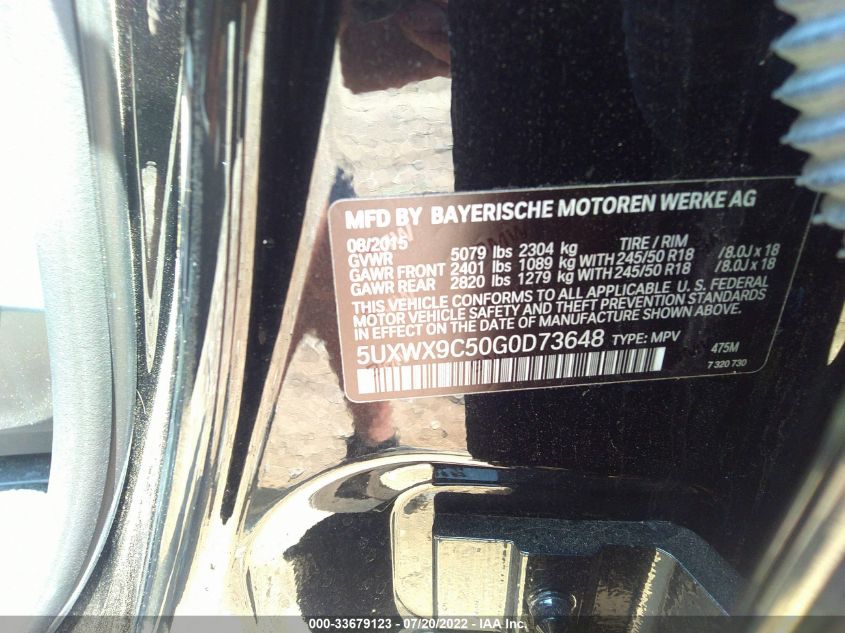 MFD BY BAYERISCHE MOTOREN WERKE AG
08/2015
GVWR 5079 lbs 2304 kg TIRE / RIM
GAWR FRONT 2401 lbs 1089 kg WITH 245/50 R18 /8.0J x 18
GAWR REAR 2820 lbs 1279 kg WITH 245/50 R18 /8.0J x 18
THIS VEHICLE CONFORMS TO ALL APPLICABLE U.S. FEDERAL
MOTOR VEHICLE SAFETY AND THEFT PREVENTION STANDARDS
IN EFFECT ON THE DATE OF MANUFACTURE SHOWN ABOVE.
5UXWX9C50G0D73648 TYPE: MPV 475M
7 320 730
000-33679123 / 07/20/2022 - IAA Inc.